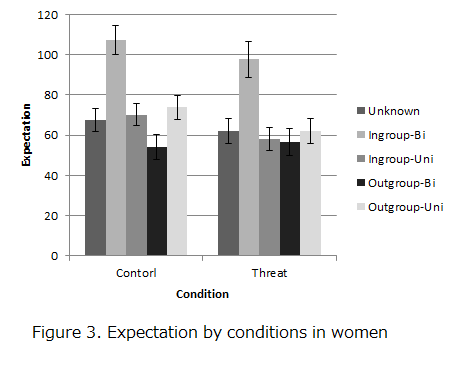 120
100
80
60
40
20
0
Expectation
Contorl
Threat
Condition
Unknown
Ingroup-Bi
Ingroup-Uni
Outgroup-Bi
Outgroup-Uni
Figure 3. Expectation by conditions in women